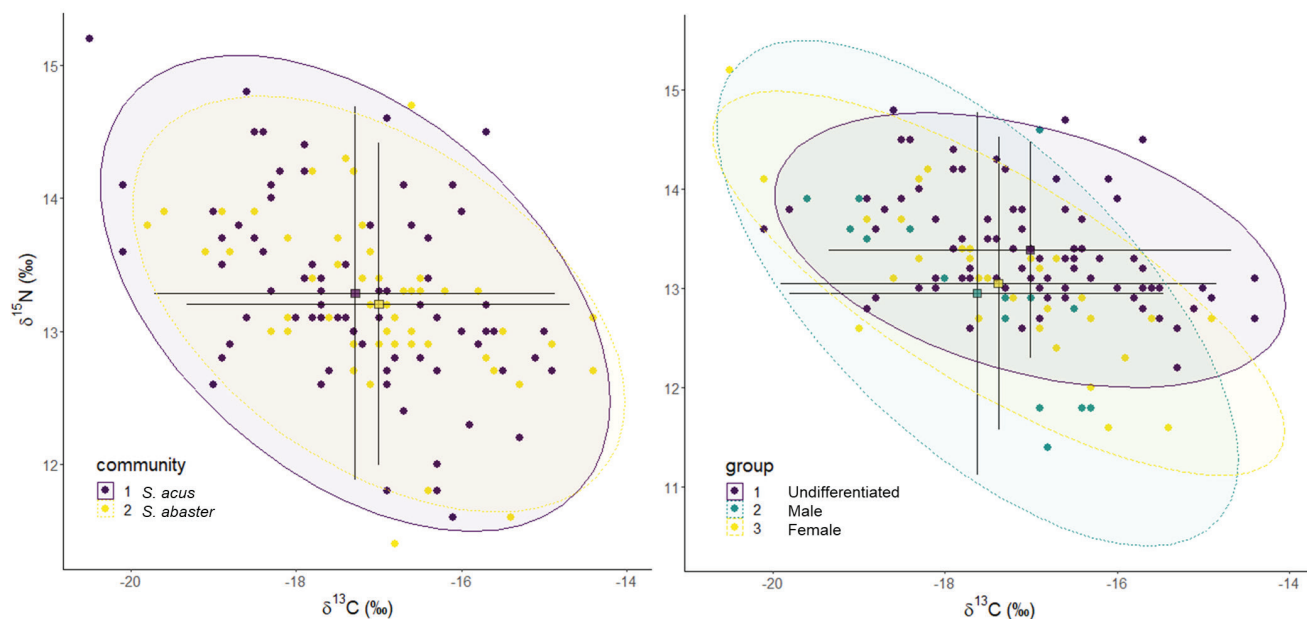 15
14
13
12
δ15N (‰)
community
1 S. acus
2 S. abaster
-20
-18
-16
-14
δ13C (‰)
15
14
13
12
11
δ15N (‰)
group
1 Undifferentiated
2 Male
3 Female
-20
-18
-16
-14
δ13C (‰)